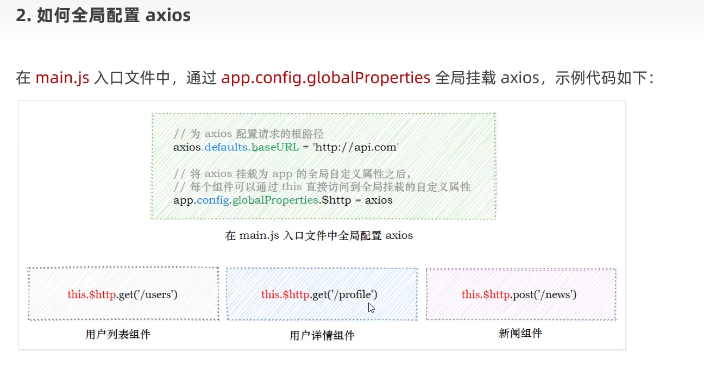 2. 如何全局配置 axios
在 main.js 入口文件中，通过 app.config.globalProperties 全局挂载 axios，示例代码如下：
// 为 axios 配置请求的根路径
axios.defaults.baseURL = 'http://api.com'
// 将 axios 挂载为 app 的全局自定义属性之后，
// 每个组件可以通过 this 直接访问到全局挂载的自定义属性
app.config.globalProperties.$http = axios
在 main.js 入口文件中全局配置 axios
this.$http.get('/users')
this.$http.get('/profile')
this.$http.post('/news')
用户列表组件
用户详情组件
新闻组件